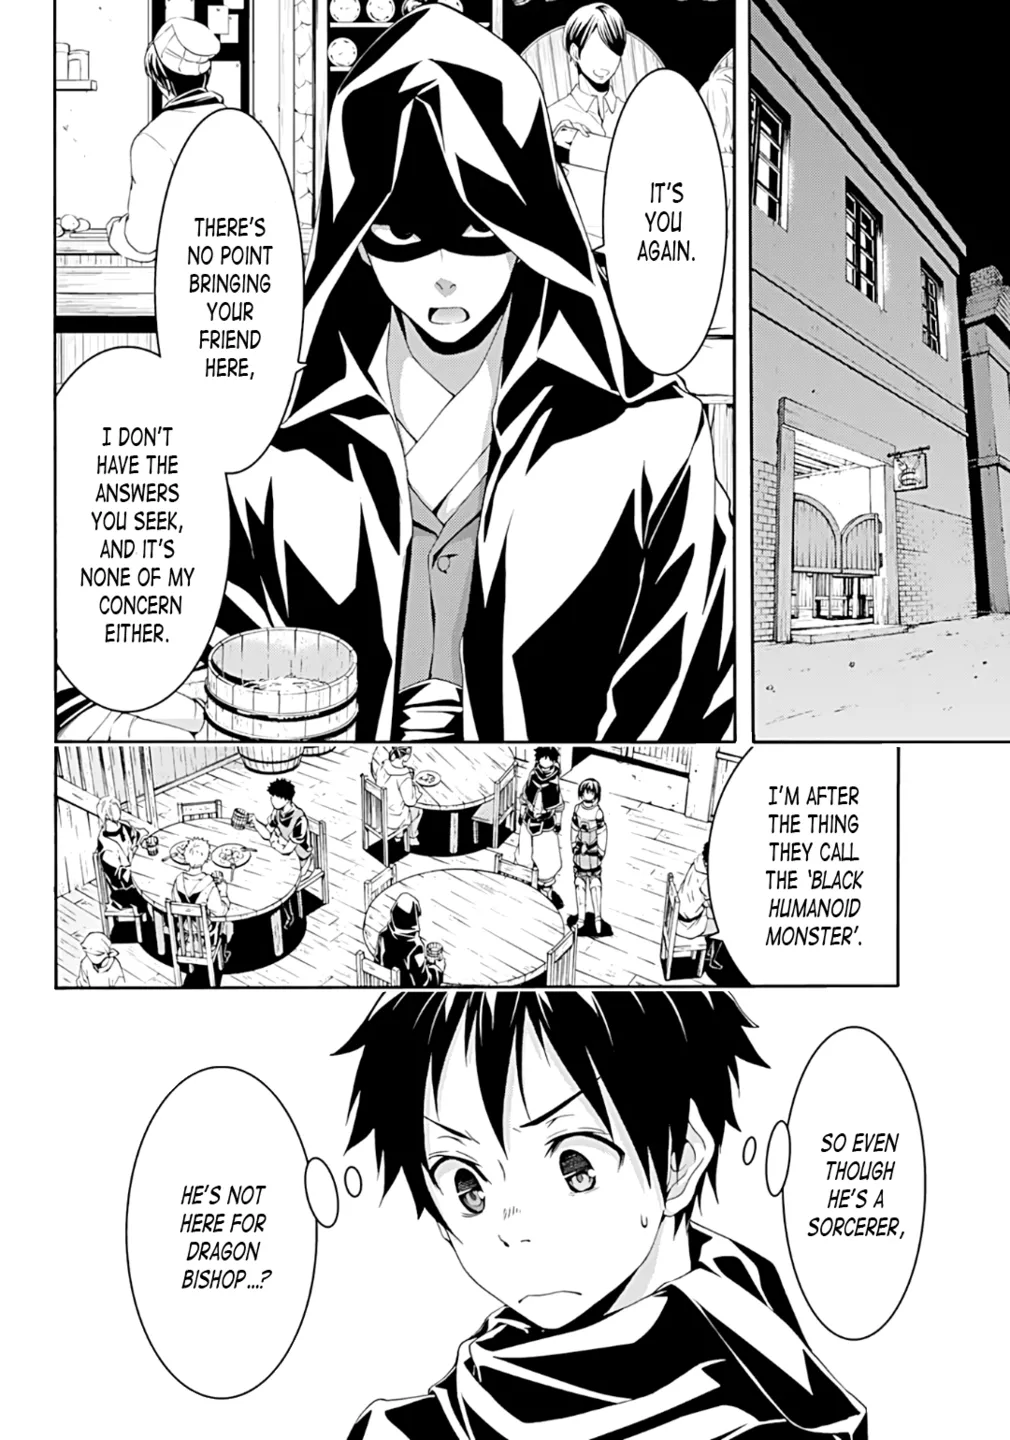 IT'S
YOU
AGAIN.
THERE'S
NO POINT
BRINGING
YOUR
FRIEND
HERE,
I DON'T
HAVE THE
ANSWERS
YOU SEEK,
AND IT'S
NONE OF MY
CONCERN
EITHER.
I'M AFTER
THE THING
THEY CALL
THE 'BLACK
HUMANOID
MONSTER'.
SO EVEN
THOUGH
HE'S A
SORCERER,
HE'S NOT
HERE FOR
DRAGON
BISHOP...?